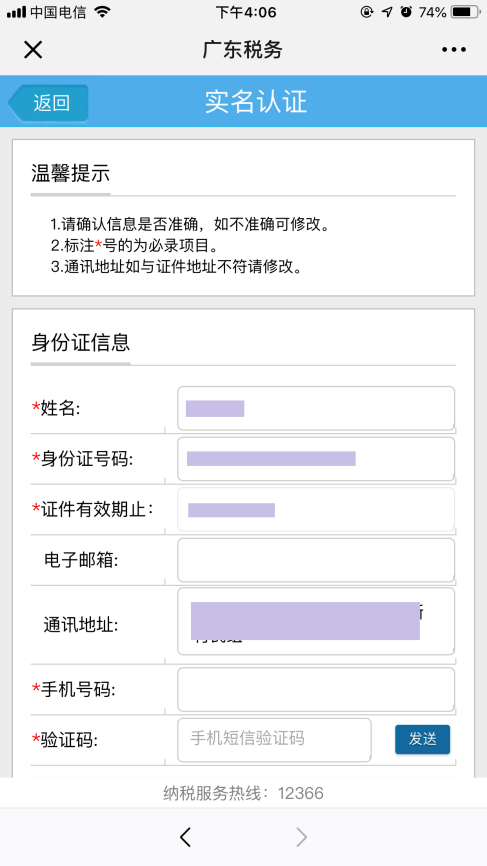 中国电信 下午4:06 74%
广东税务
返回 实名认证
温馨提示
1.请确认信息是否准确，如不准确可修改。
2.标注*号的为必录项目。
3.通讯地址如与证件地址不符请修改。
身份证信息
*姓名:
*身份证号码:
*证件有效期止:
电子邮箱:
通讯地址:
*手机号码:
*验证码: 手机短信验证码 发送
纳税服务热线：12366